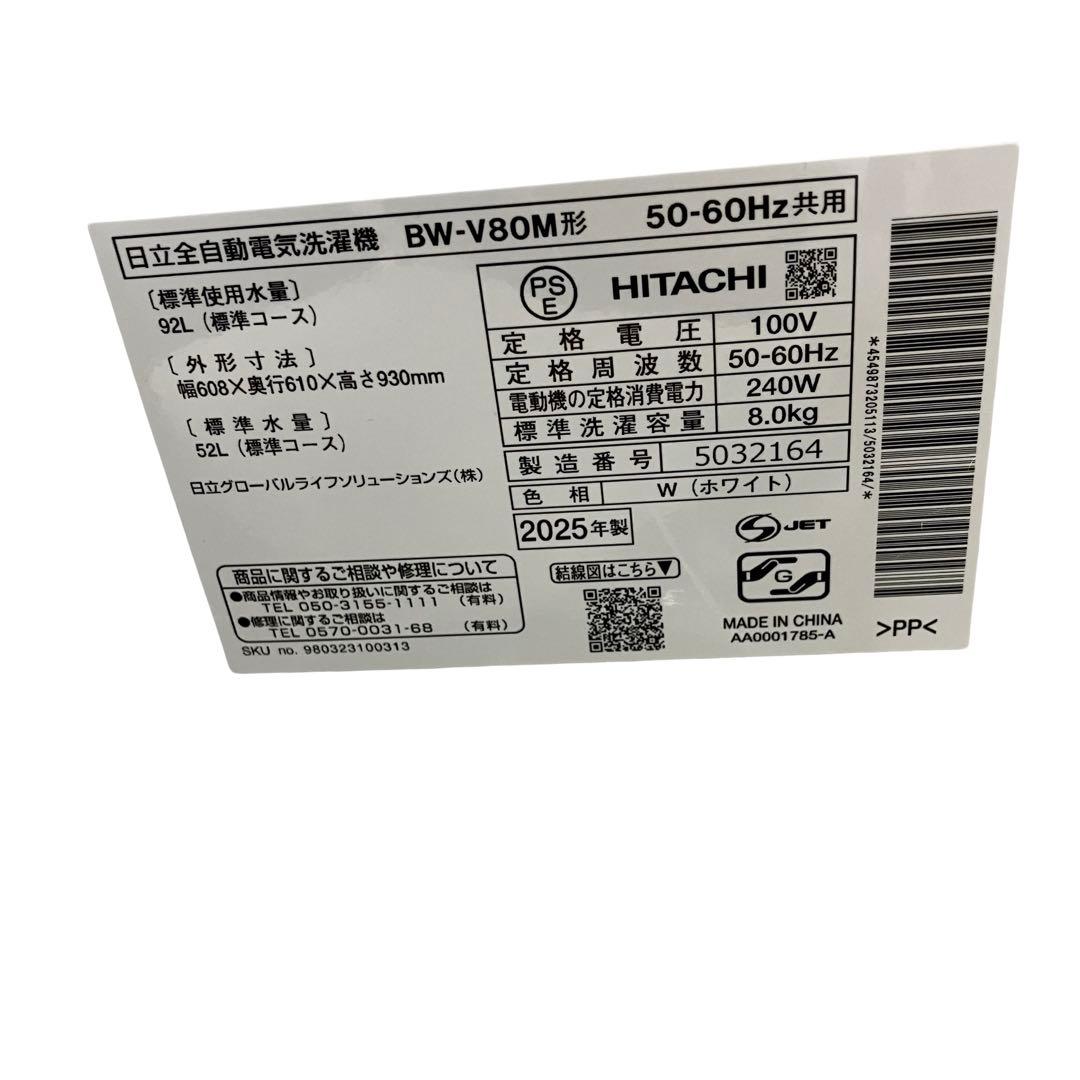 日立全自動電気洗濯機 BW-V80M形 50-60Hz共用
〔標準使用水量〕
92L（標準コース）
〔外形寸法〕
幅608×奥行610×高さ930mm
〔標準水量〕
52L（標準コース）
日立グローバルライフソリューションズ（株）
PS
E
HITACHI
定格電圧 100V
定格周波数 50-60Hz
電動機の定格消費電力 240W
標準洗濯容量 8.0kg
製造番号 5032164
色相 W（ホワイト）
2025年製
S JET
結線図はこちら▼
G
MADE IN CHINA
AA0001785-A
>PP<
*4549873205113/5032164/*
商品に関するご相談や修理について
●商品情報やお取り扱いに関するご相談は
TEL 050-3155-1111 （有料）
●修理に関するご相談は
TEL 0570-0031-68 （有料）
SKU no. 980323100313